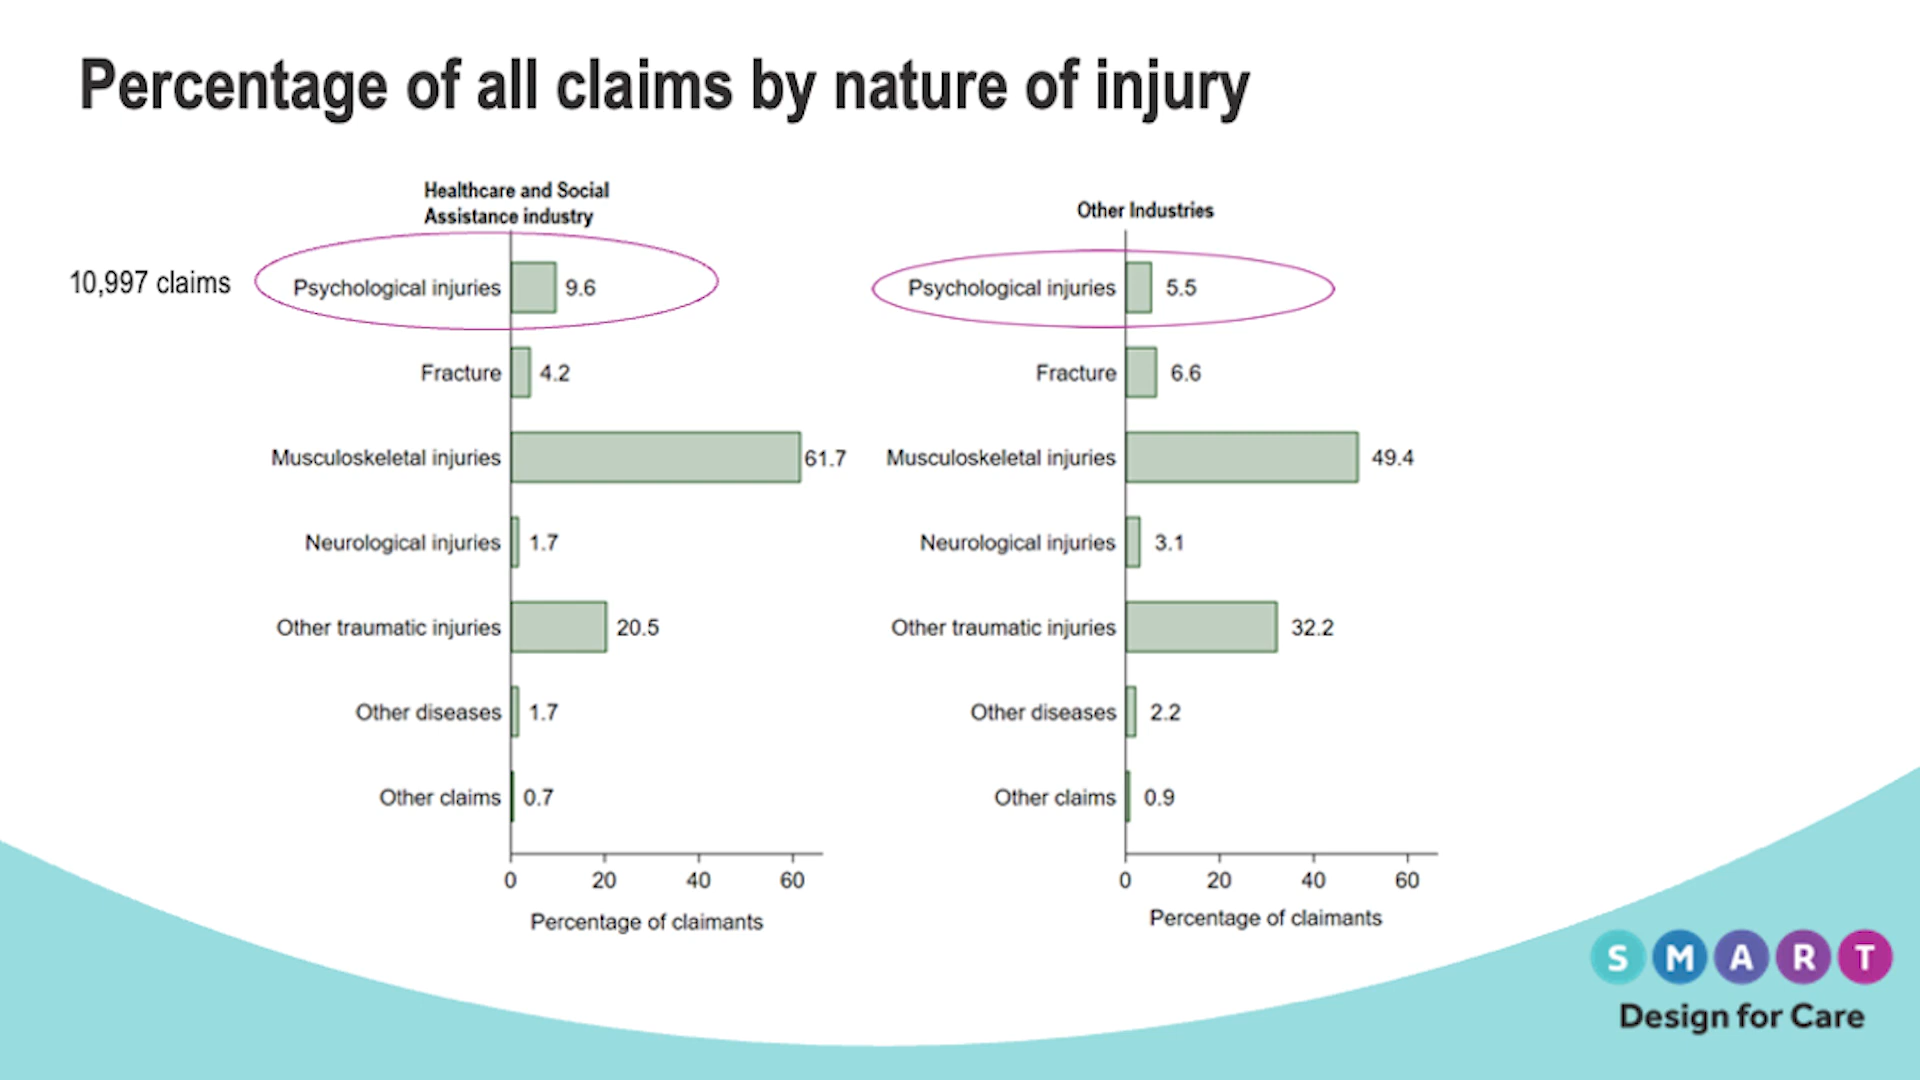 Percentage of all claims by nature of injury
Healthcare and Social
Assistance industry
10,997 claims
Psychological injuries 9.6
Fracture 4.2
Musculoskeletal injuries 61.7
Neurological injuries 1.7
Other traumatic injuries 20.5
Other diseases 1.7
Other claims 0.7
0 20 40 60
Percentage of claimants
Other Industries
Psychological injuries 5.5
Fracture 6.6
Musculoskeletal injuries 49.4
Neurological injuries 3.1
Other traumatic injuries 32.2
Other diseases 2.2
Other claims 0.9
0 20 40 60
Percentage of claimants
SMART
Design for Care